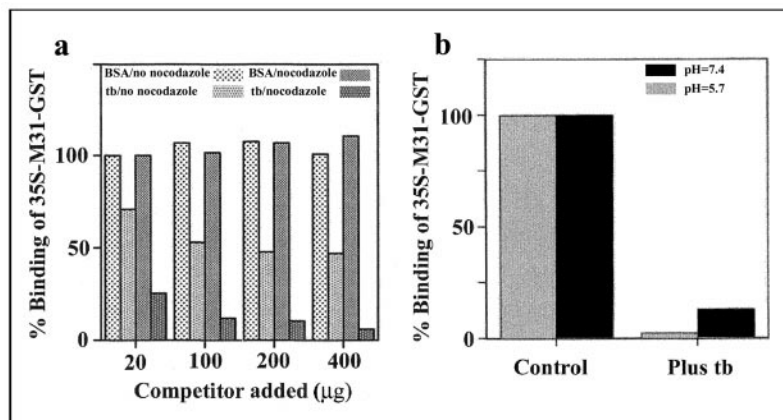 a
BSA/no nocodazole BSA/nocodazole
tb/no nocodazole tb/nocodazole
% Binding of 35S-M31-GST
100
50
0
20 100 200 400
Competitor added (µg)
b
pH=7.4
pH=5.7
% Binding of 35S-M31-GST
100
50
0
Control Plus tb